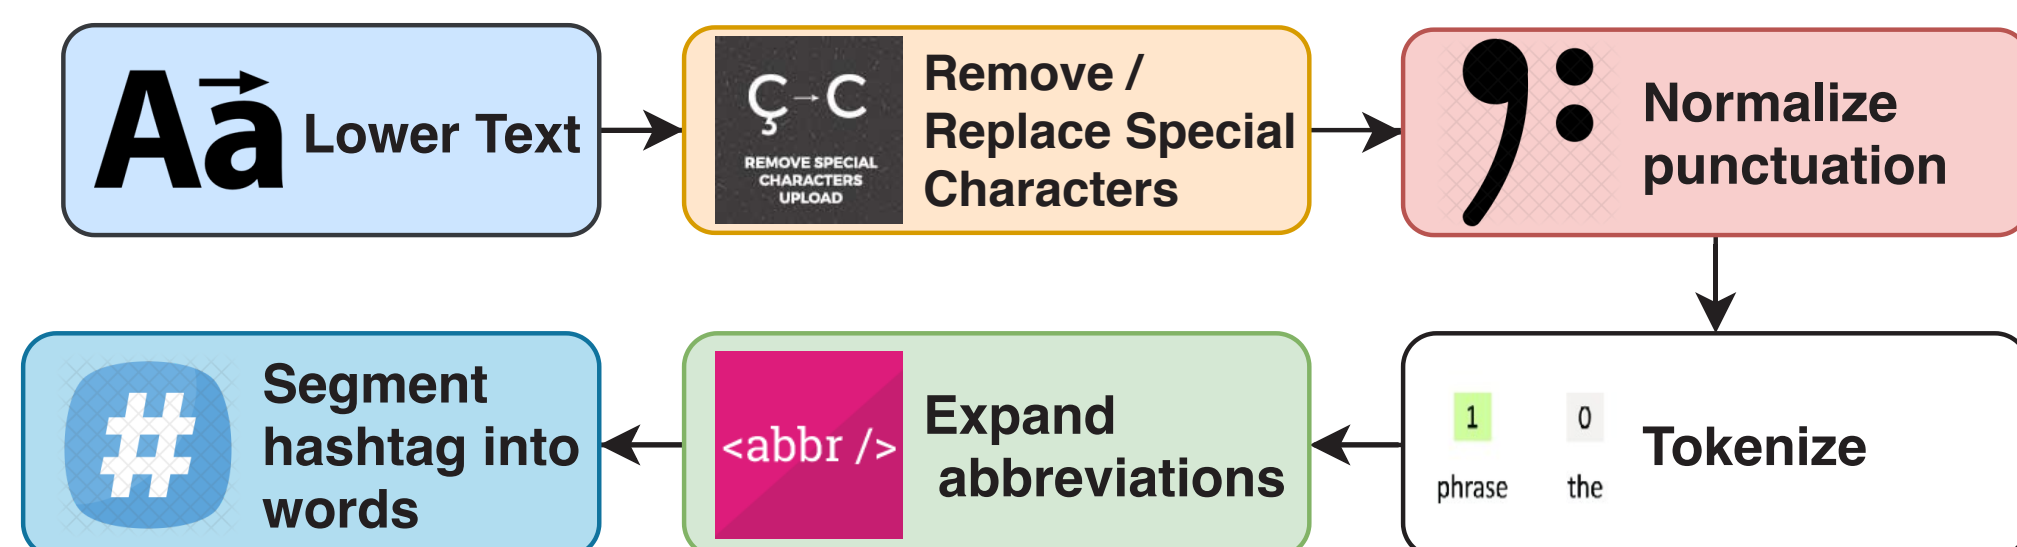 Aa
Lower Text
Ç→C
REMOVE SPECIAL
CHARACTERS
UPLOAD
Remove /
Replace Special
Characters
Normalize
punctuation
#
Segment
hashtag into
words
<abbr />
Expand
abbreviations
1 0
phrase the
Tokenize